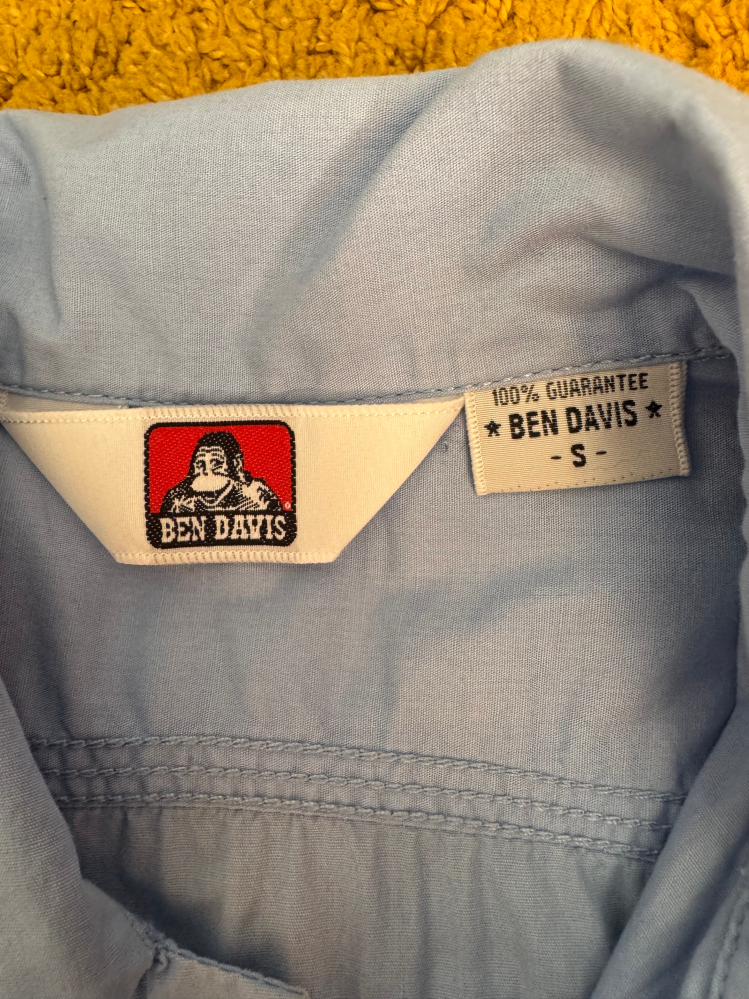 BEN DAVIS
®
100% GUARANTEE
★ BEN DAVIS ★
- S -